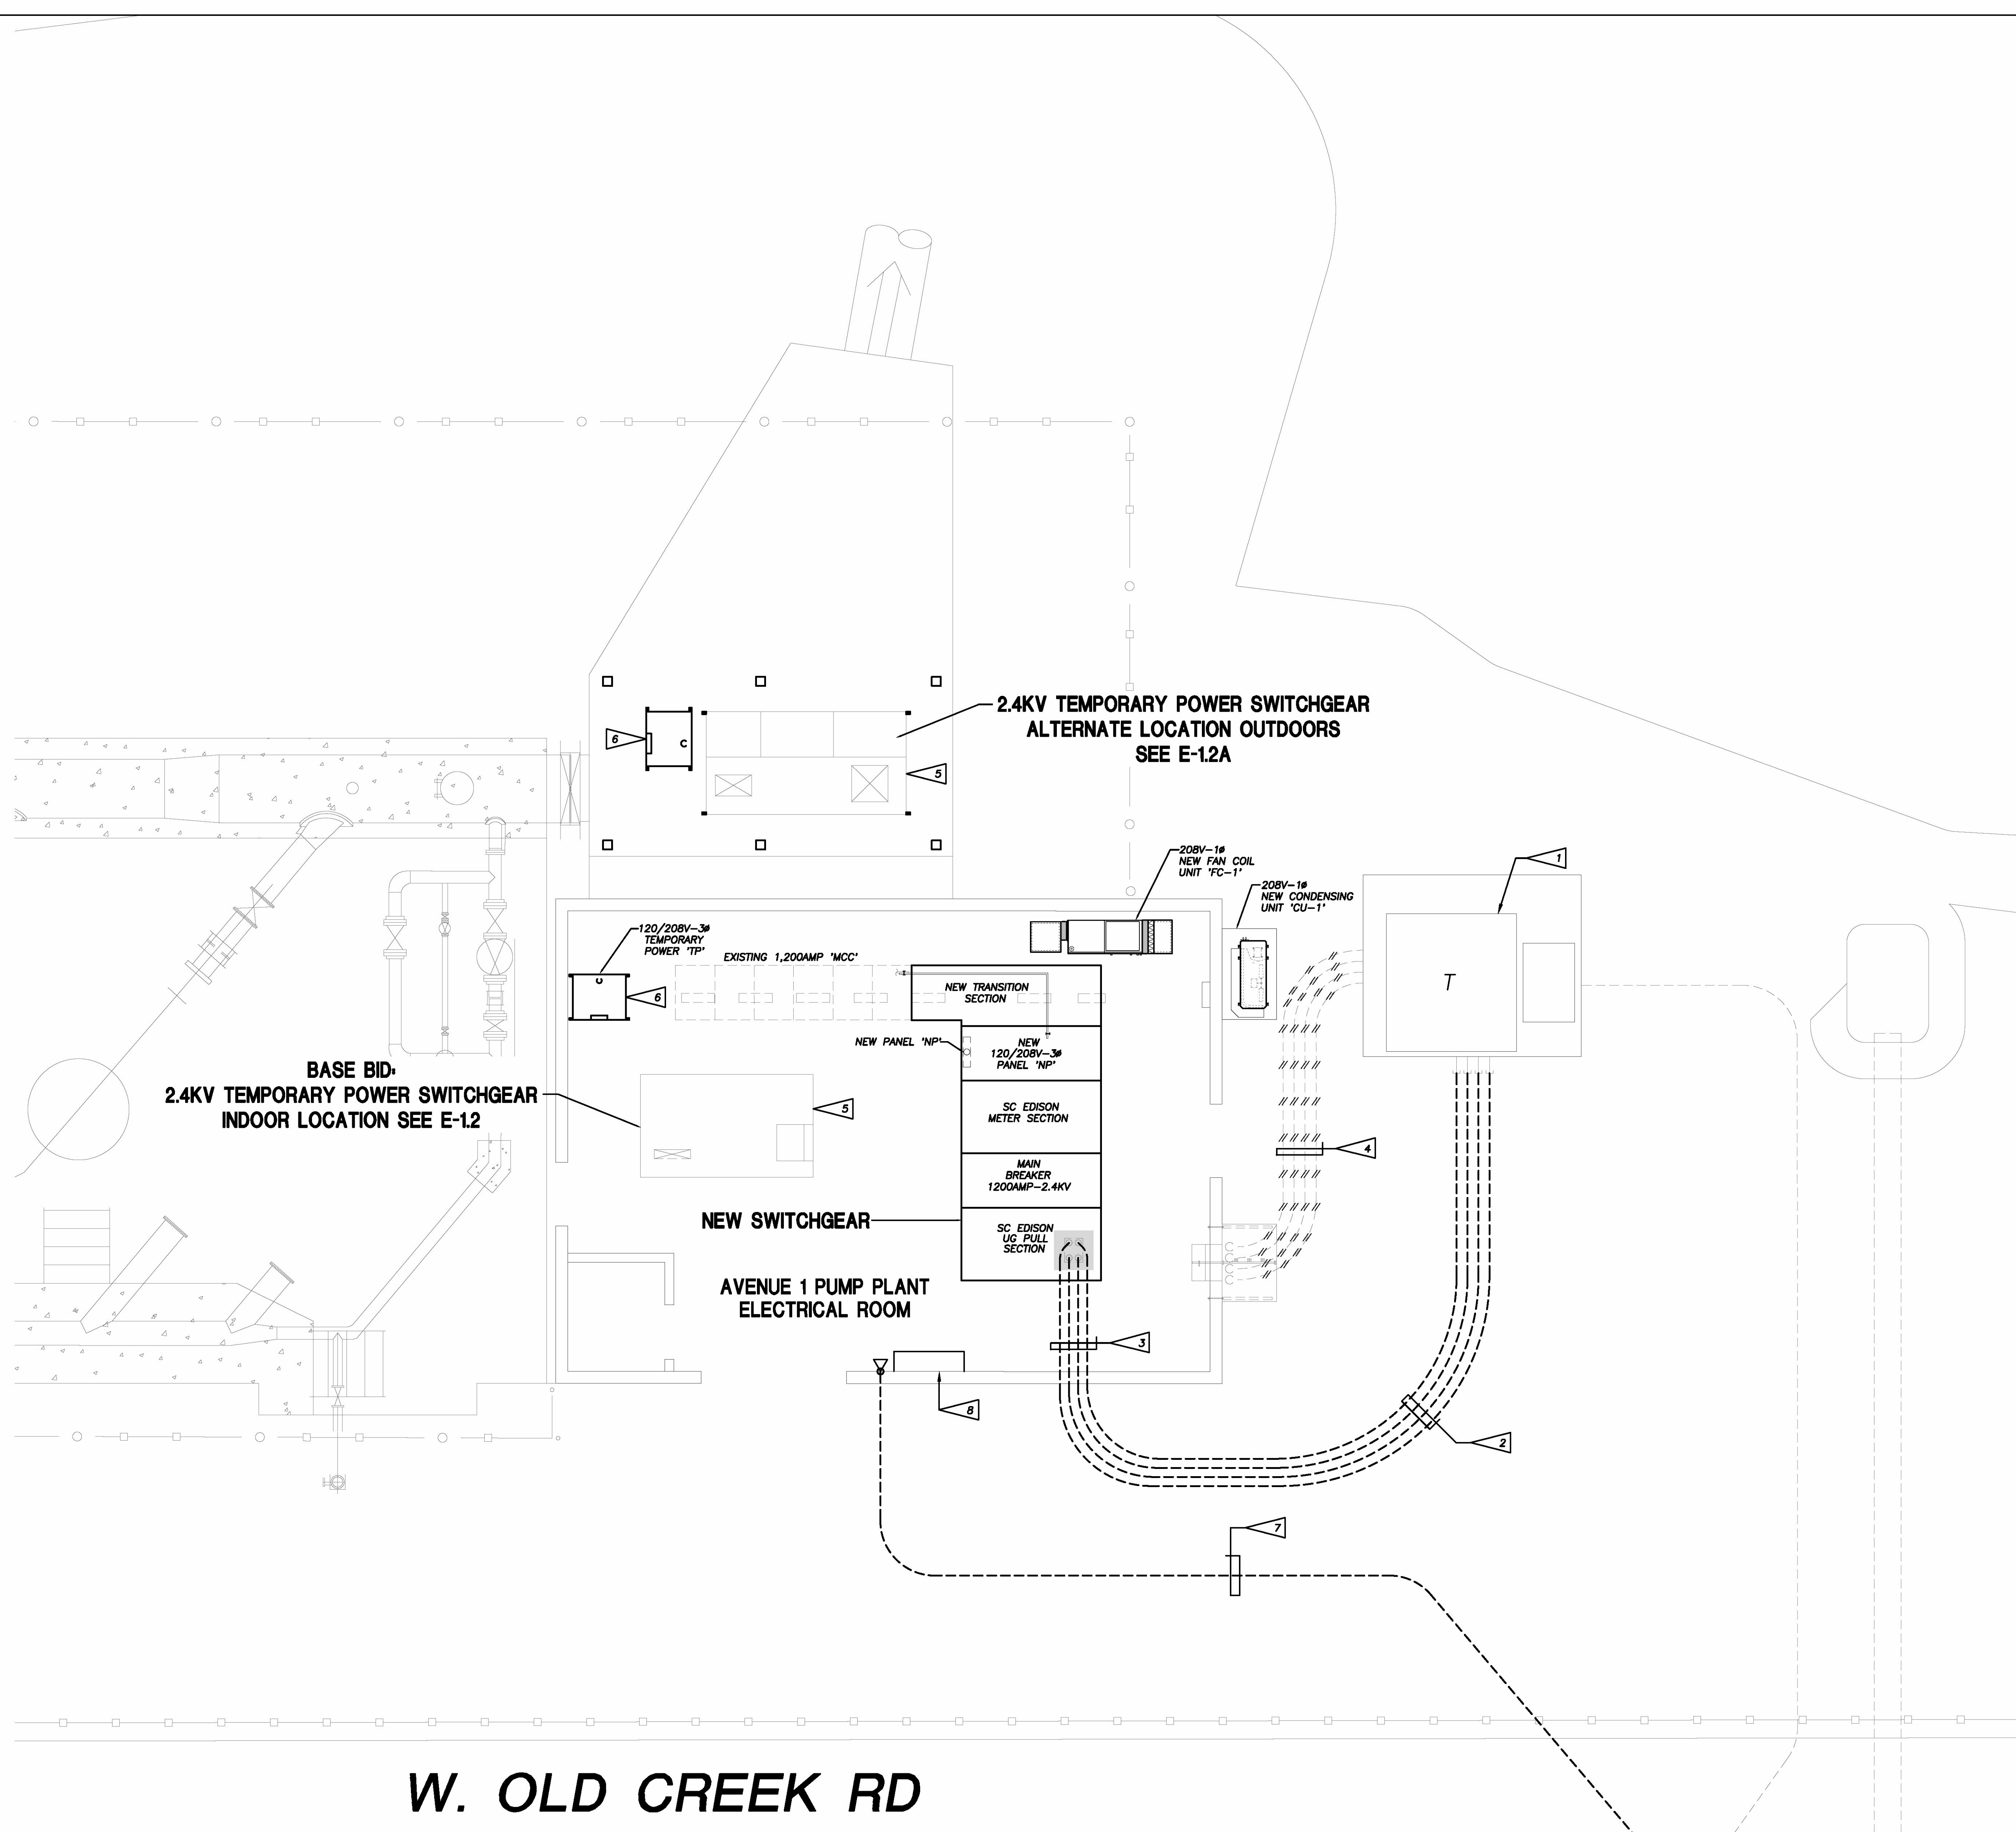 2.4KV TEMPORARY POWER SWITCHGEAR
ALTERNATE LOCATION OUTDOORS
SEE E-1.2A
6
5
208V-1ø
NEW FAN COIL
UNIT 'FC-1'
208V-1ø
NEW CONDENSING
UNIT 'CU-1'
1
120/208V-3ø
TEMPORARY
POWER 'TP'
EXISTING 1,200AMP 'MCC'
6
NEW TRANSITION
SECTION
T
NEW PANEL 'NP'
NEW
120/208V-3ø
PANEL 'NP'
BASE BID:
2.4KV TEMPORARY POWER SWITCHGEAR
INDOOR LOCATION SEE E-1.2
5
SC EDISON
METER SECTION
4
MAIN
BREAKER
1200AMP-2.4KV
NEW SWITCHGEAR
SC EDISON
UG PULL
SECTION
AVENUE 1 PUMP PLANT
ELECTRICAL ROOM
3
8
2
7
W. OLD CREEK RD